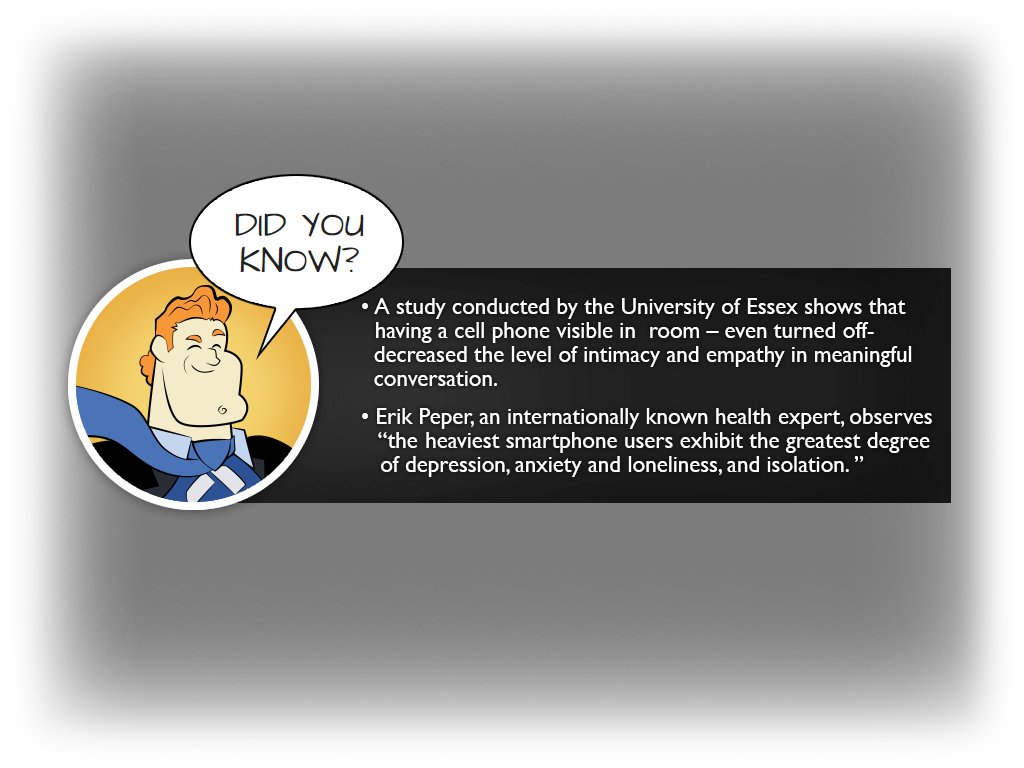 DID YOU
KNOW?
• A study conducted by the University of Essex shows that
having a cell phone visible in  room – even turned off-
decreased the level of intimacy and empathy in meaningful
conversation.
• Erik Peper, an internationally known health expert, observes
“the heaviest smartphone users exhibit the greatest degree
of depression, anxiety and loneliness, and isolation. ”